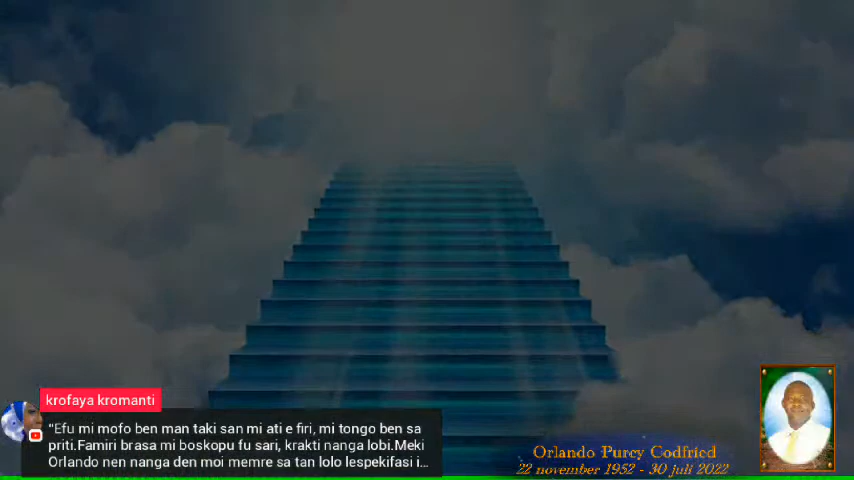 krofaya kromanti
"Efu mi mofo ben man taki san mi ati e firi, mi tongo ben sa
priti.Famiri brasa mi boskopu fu sari, krakti nanga lobi.Meki
Orlando nen nanga den moi memre sa tan lolo lespekifasi i...
Orlando Purcy Codfried
22 november 1952 - 30 juli 2022